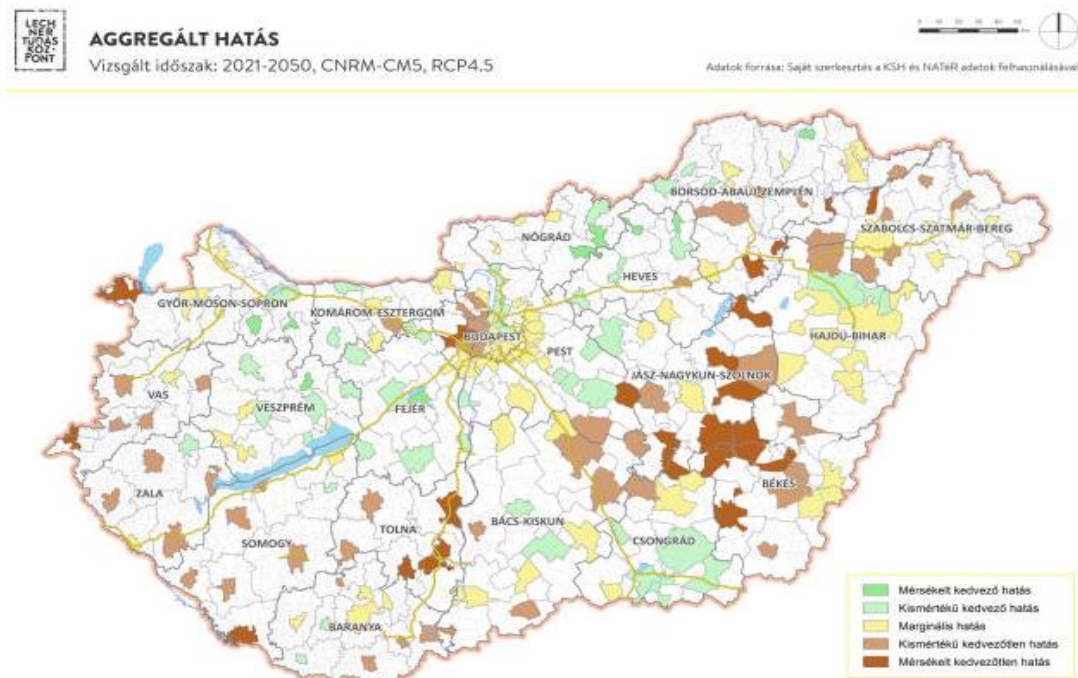 LECH
NER
TUDÁS
KÖZ-
PONT
AGGREGÁLT HATÁS
Vizsgált időszak: 2021-2050, CNRM-CM5, RCP4.5
Adatok forrása: Saját szerkesztés a KSH és NATéR adatok felhasználásával
BORSOD-ABAÚJ-ZEMPLÉN
SZABOLCS-SZATMÁR-BEREG
NÓGRÁD
HEVES
GYŐR-MOSON-SOPRON
KOMÁROM-ESZTERGOM
BUDAPEST
PEST
HAJDÚ-BIHAR
JÁSZ-NAGYKUN-SZOLNOK
VAS
VESZPRÉM
FEJÉR
ZALA
BÉKÉS
TOLNA
BÁCS-KISKUN
SOMOGY
CSONGRÁD
BARANYA
Mérsékelt kedvező hatás
Kismértékű kedvező hatás
Marginális hatás
Kismértékű kedvezőtlen hatás
Mérsékelt kedvezőtlen hatás